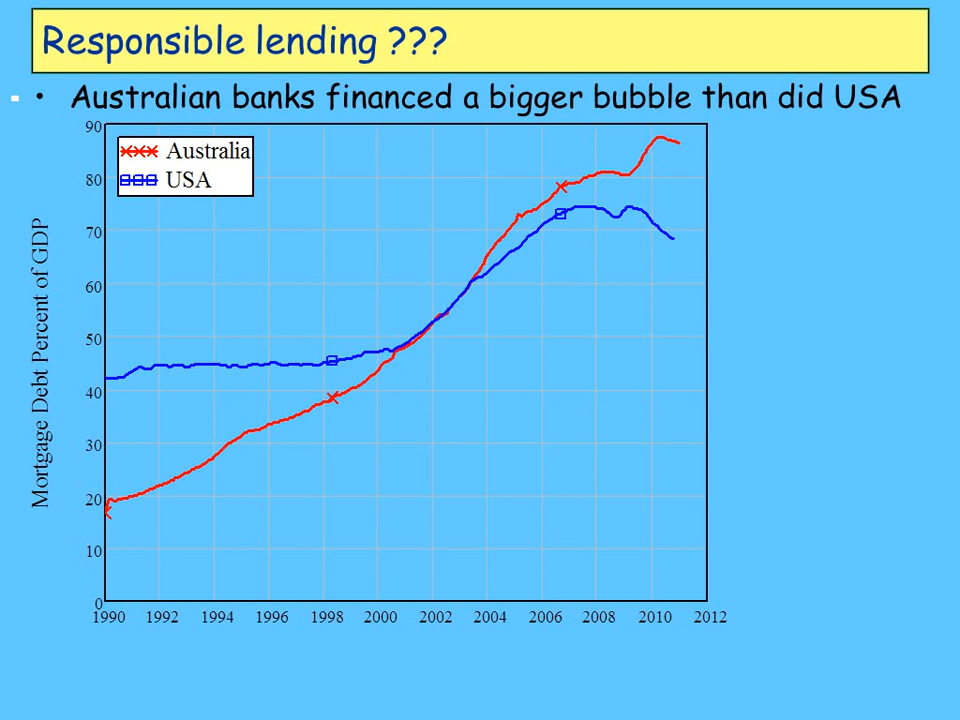 Responsible lending ???
• Australian banks financed a bigger bubble than did USA
90
Australia
USA
80
70
60
50
40
30
20
10
0
Mortgage Debt Percent of GDP
1990 1992 1994 1996 1998 2000 2002 2004 2006 2008 2010 2012